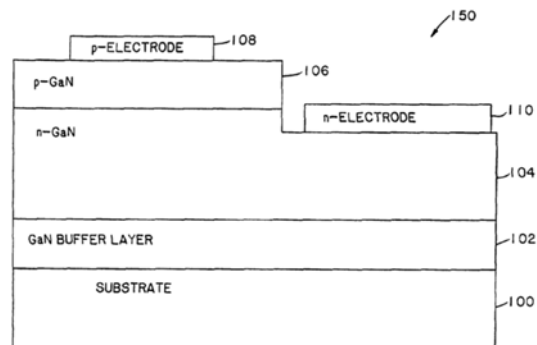 150
p-ELECTRODE
108
p-GaN
106
n-ELECTRODE
110
n-GaN
104
GaN BUFFER LAYER
102
SUBSTRATE
100